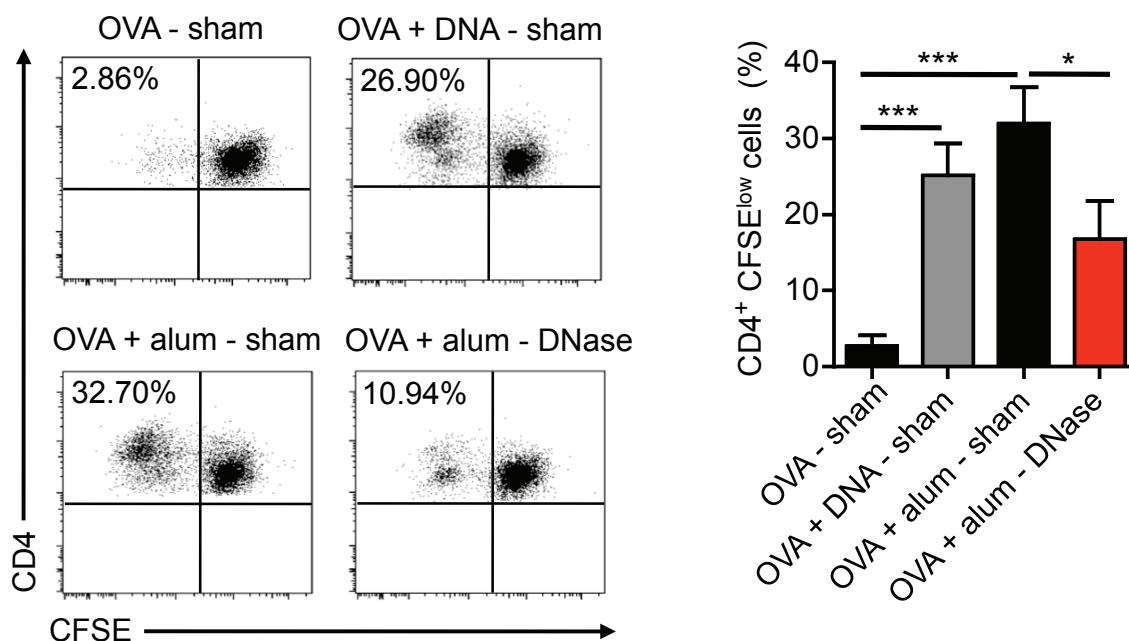 OVA - sham
OVA + DNA - sham
2.86%
26.90%
OVA + alum - sham
OVA + alum - DNase
32.70%
10.94%
CD4
CFSE
CD4+ CFSElow cells (%)
40
30
20
10
0
***
*
***
OVA - sham
OVA + DNA - sham
OVA + alum - sham
OVA + alum - DNase